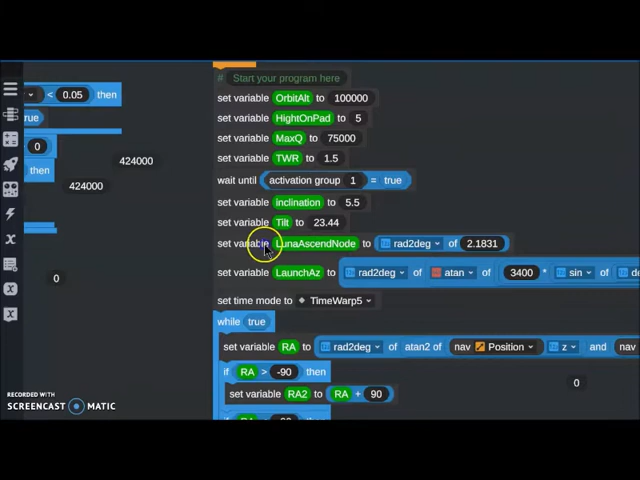 < 0.05 then
rue
0
then
424000
424000
0
# Start your program here
set variable OrbitAlt to 100000
set variable HightOnPad to 5
set variable MaxQ to 75000
set variable TWR to 1.5
wait until activation group 1 = true
set variable inclination to 5.5
set variable Tilt to 23.44
set variable LunaAscendNode to rad2deg of 2.1831
set variable LaunchAz to rad2deg of atan of 3400 * sin of de
set time mode to TimeWarp5
while true
set variable RA to rad2deg of atan2 of nav Position z and nav
if RA > -90 then
0
set variable RA2 to RA + 90
RECORDED WITH
SCREENCAST MATIC